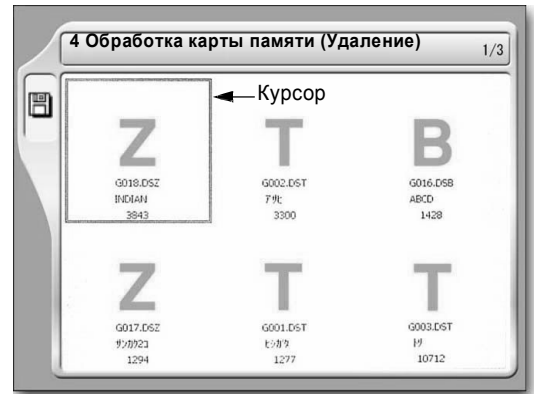 4 Обработка карты памяти (Удаление) 1/3
Курсор
Z T B
G018.DSZ G002.DST G016.DSB
INDIAN アサヒ ABCD
3843 3300 1428
Z T T
G017.DSZ G001.DST G003.DST
サンカクユニ ヒシガタ トリ
1294 1277 10712